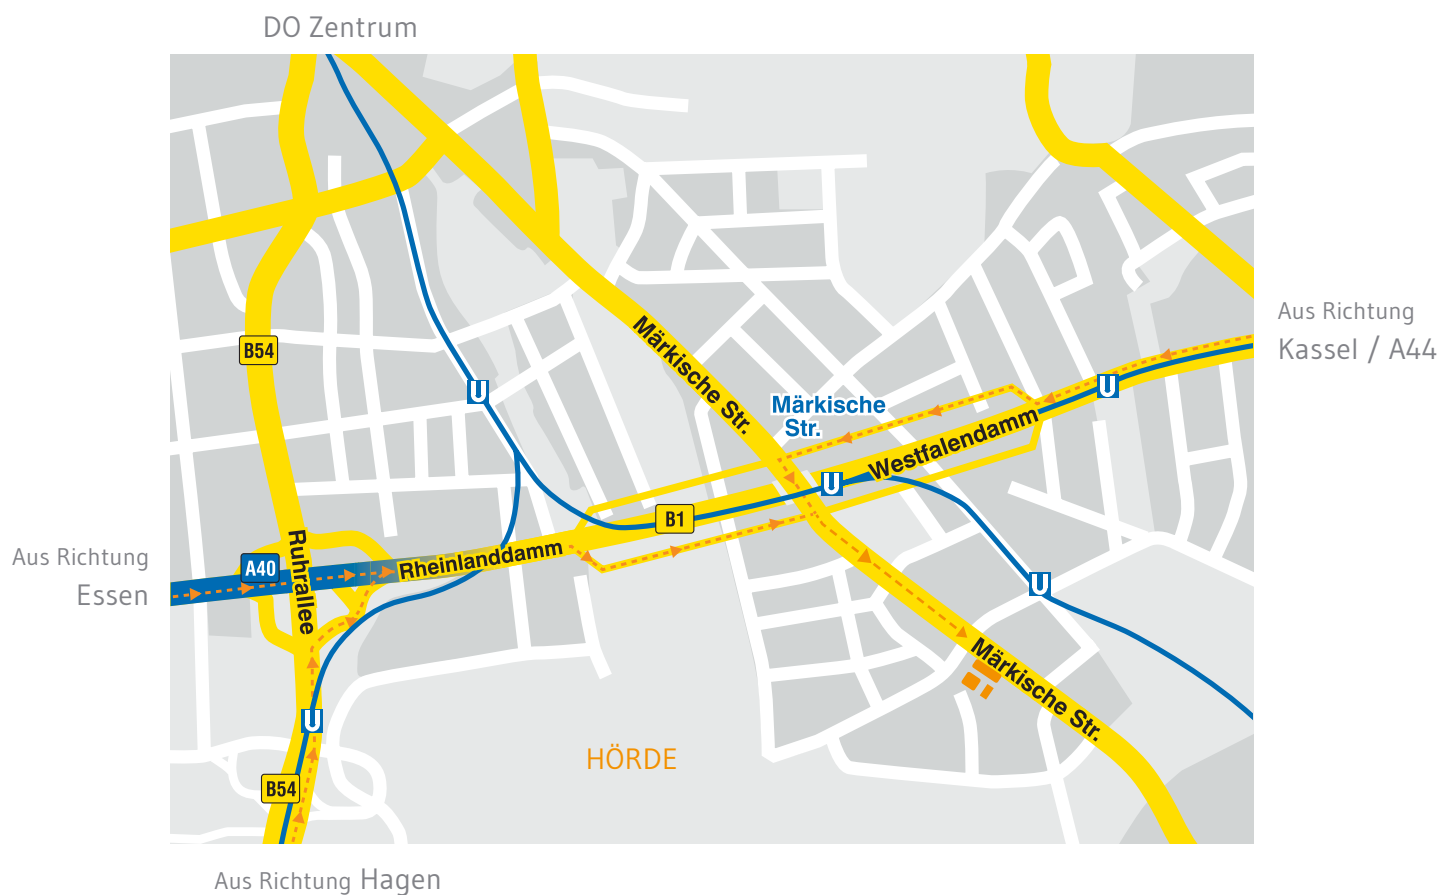 DO Zentrum
Aus Richtung
Kassel / A44
B54
Märkische Str.
Märkische
Str.
U
U
Westfalendamm
U
B1
Aus Richtung
Essen
A40
Ruhrallee
Rheinlanddamm
U
Märkische Str.
U
HÖRDE
B54
Aus Richtung Hagen